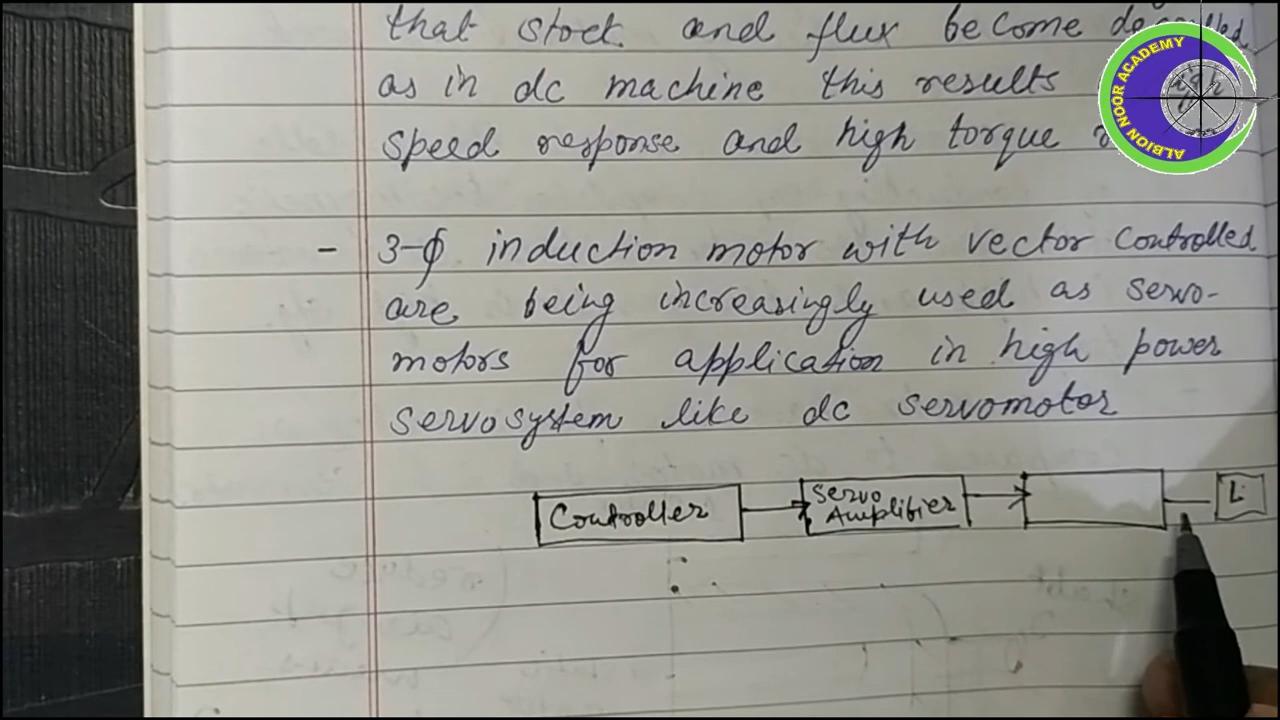 that stock and flux become
as in dc machine this results
speed response and high torque
- 3-ϕ induction motor with vector controlled
are being increasingly used as servo-
motors for application in high power
servosystem like dc servomotor
Controller
Servo
Amplifier
L
ALBION NOOR ACADEMY